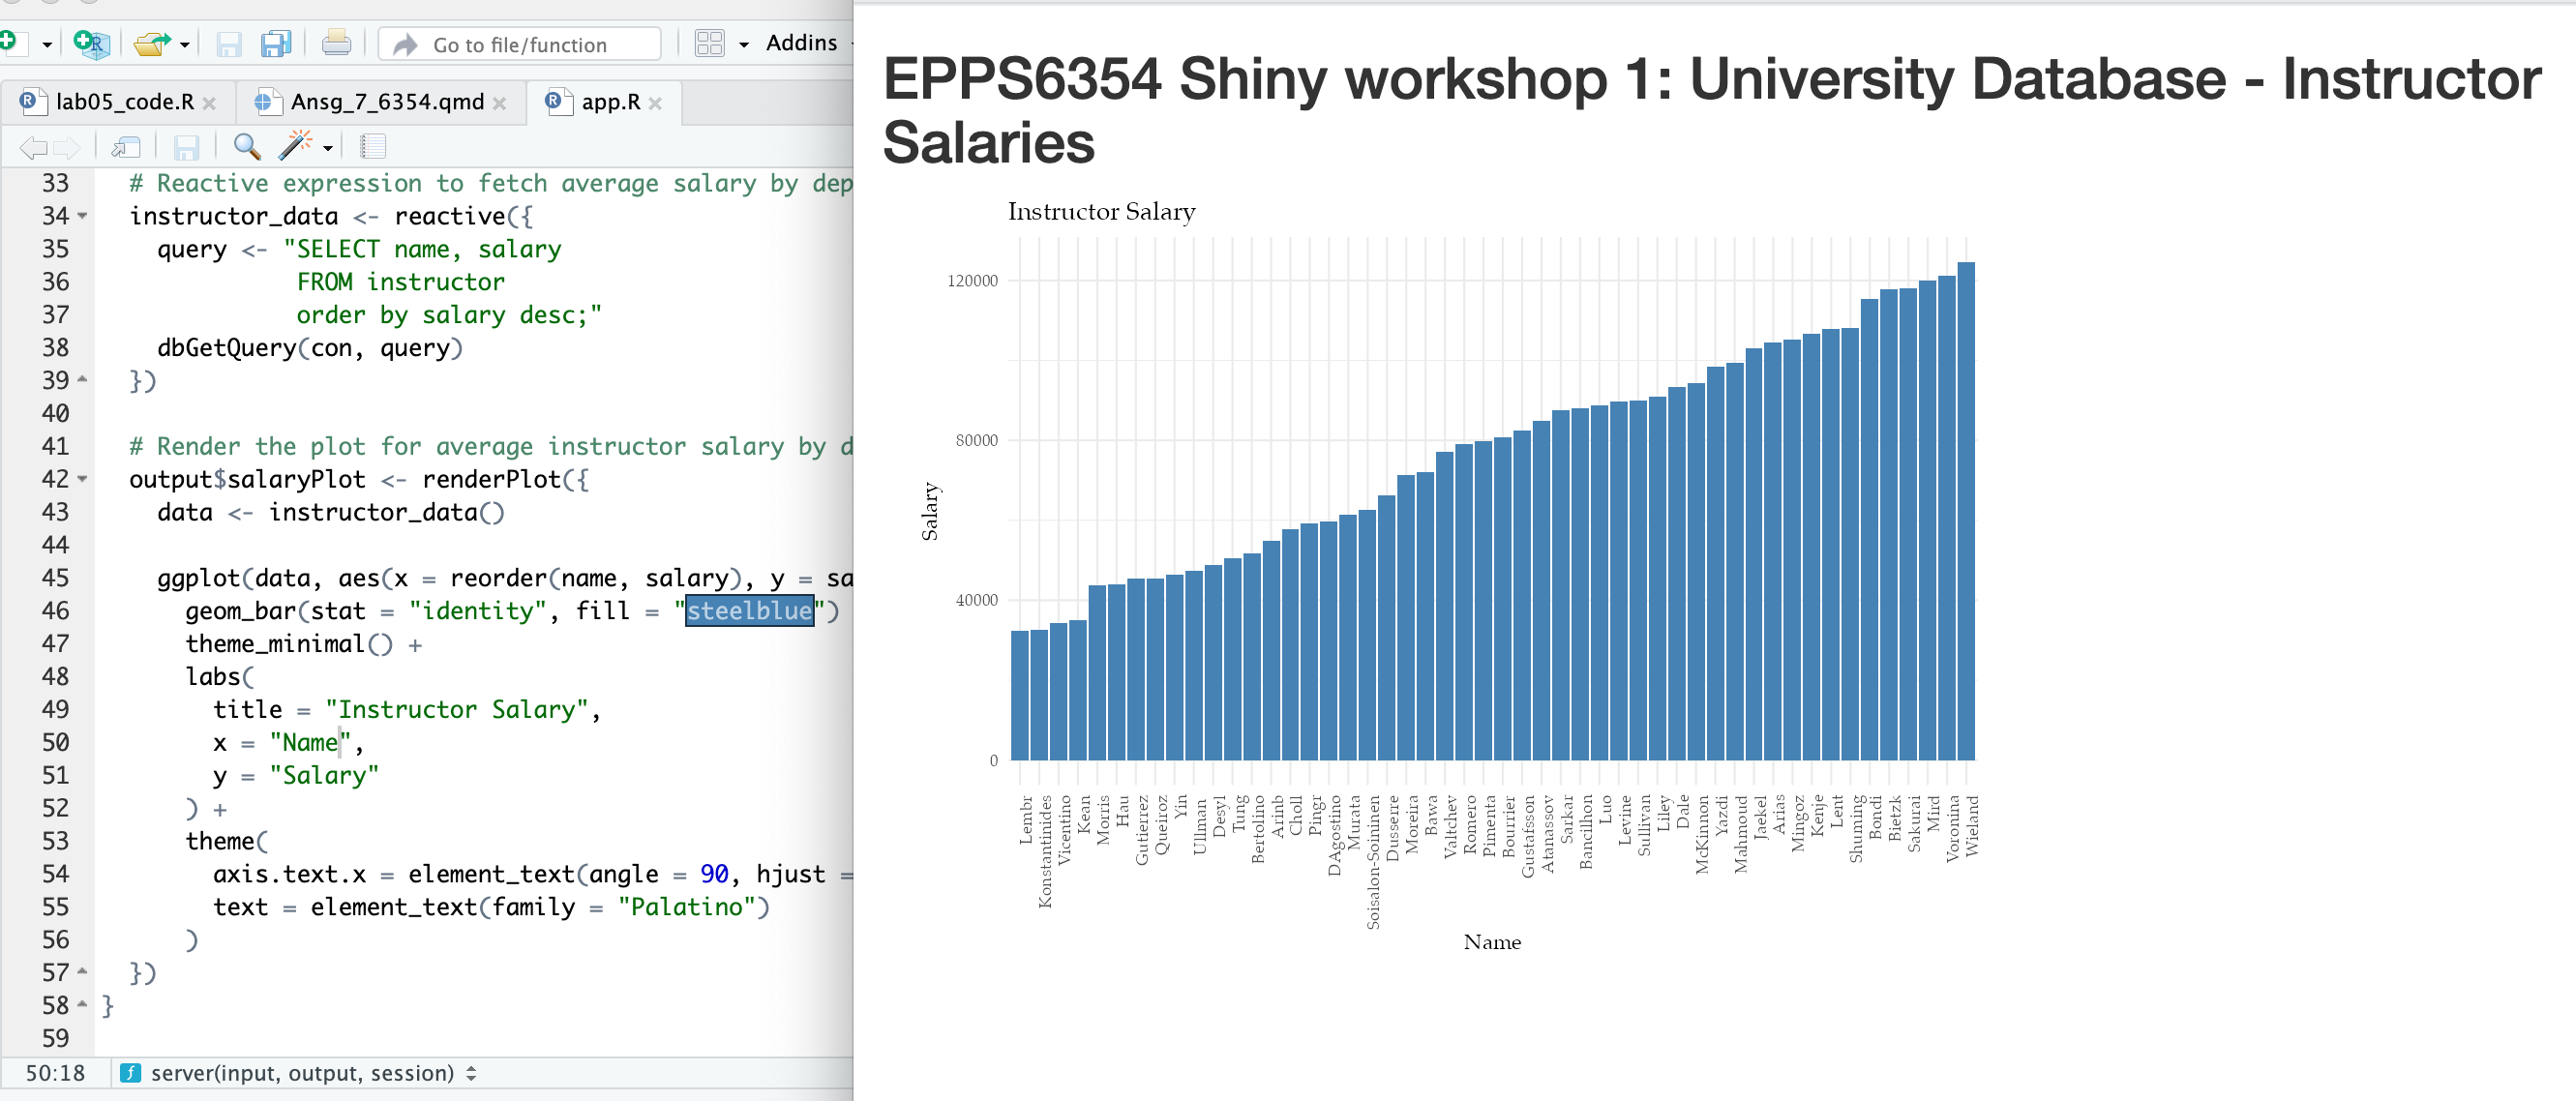 Go to file/function
Addins
lab05_code.R
Ansg_7_6354.qmd
app.R
33 # Reactive expression to fetch average salary by dep
34 instructor_data <- reactive({
35 query <- "SELECT name, salary
36 FROM instructor
37 order by salary desc;"
38 dbGetQuery(con, query)
39 })
40
41 # Render the plot for average instructor salary by d
42 output$salaryPlot <- renderPlot({
43 data <- instructor_data()
44
45 ggplot(data, aes(x = reorder(name, salary), y = sa
46 geom_bar(stat = "identity", fill = "steelblue")
47 theme_minimal() +
48 labs(
49 title = "Instructor Salary",
50 x = "Name",
51 y = "Salary"
52 ) +
53 theme(
54 axis.text.x = element_text(angle = 90, hjust =
55 text = element_text(family = "Palatino")
56 )
57 })
58 }
59
50:18 server(input, output, session)
EPPS6354 Shiny workshop 1: University Database - Instructor
Salaries
Instructor Salary
120000
80000
40000
0
Salary
Lembr
Konstantinides
Vicentino
Kean
Morris
Hau
Gutierrez
Queiroz
Yin
Ullman
Desyl
Tung
Bertolino
Arinb
Choll
Pingr
DAgostino
Murata
Soisalon-Soininen
Dusserre
Moreira
Bawa
Valtchev
Romero
Pimenta
Bourrier
Gustafsson
Atanassov
Sarkar
Bancilhon
Luo
Levine
Sullivan
Liley
Dale
McKinnon
Yazdi
Mahmoud
Jaekel
Arias
Mingoz
Kenje
Lent
Shuming
Bondi
Bietzk
Sakurai
Mird
Voronina
Wieland
Name